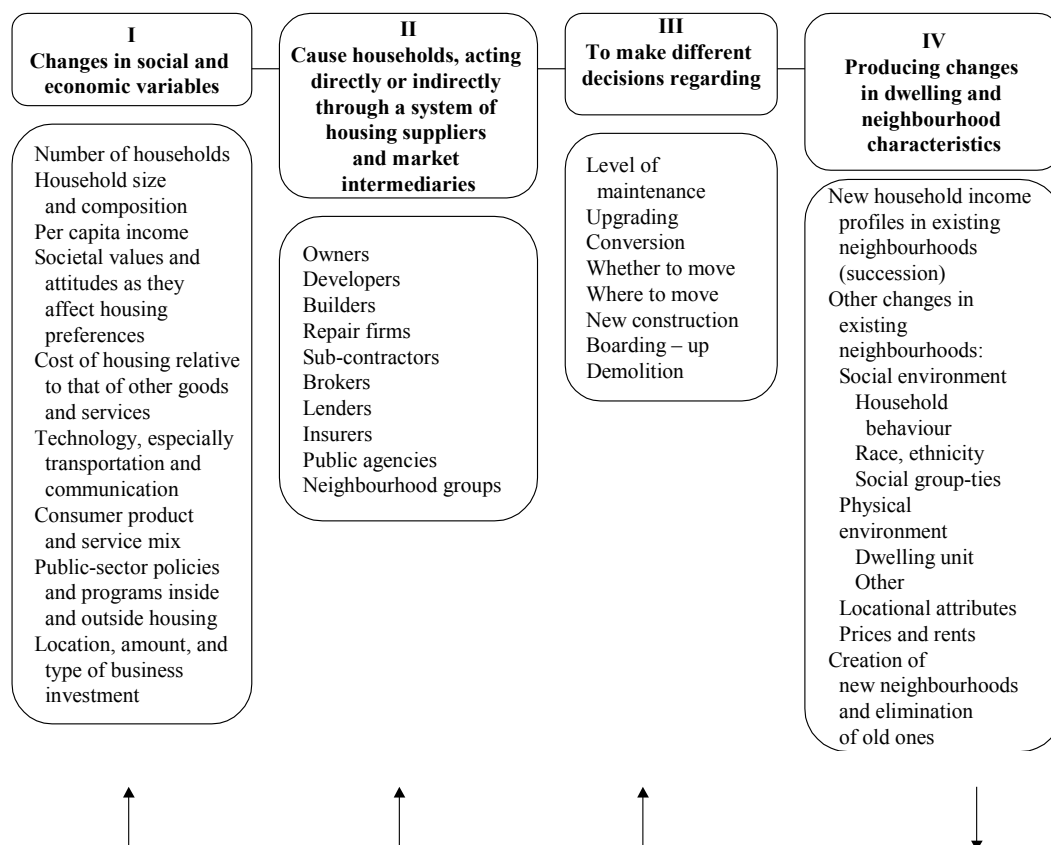 I
Changes in social and
economic variables
Number of households
Household size
and composition
Per capita income
Societal values and
attitudes as they
affect housing
preferences
Cost of housing relative
to that of other goods
and services
Technology, especially
transportation and
communication
Consumer product
and service mix
Public-sector policies
and programs inside
and outside housing
Location, amount, and
type of business
investment
II
Cause households, acting
directly or indirectly
through a system of
housing suppliers
and market
intermediaries
Owners
Developers
Builders
Repair firms
Sub-contractors
Brokers
Lenders
Insurers
Public agencies
Neighbourhood groups
III
To make different
decisions regarding
Level of
maintenance
Upgrading
Conversion
Whether to move
Where to move
New construction
Boarding – up
Demolition
IV
Producing changes
in dwelling and
neighbourhood
characteristics
New household income
profiles in existing
neighbourhoods
(succession)
Other changes in
existing
neighbourhoods:
Social environment
Household
behaviour
Race, ethnicity
Social group-ties
Physical
environment
Dwelling unit
Other
Locational attributes
Prices and rents
Creation of
new neighbourhoods
and elimination
of old ones